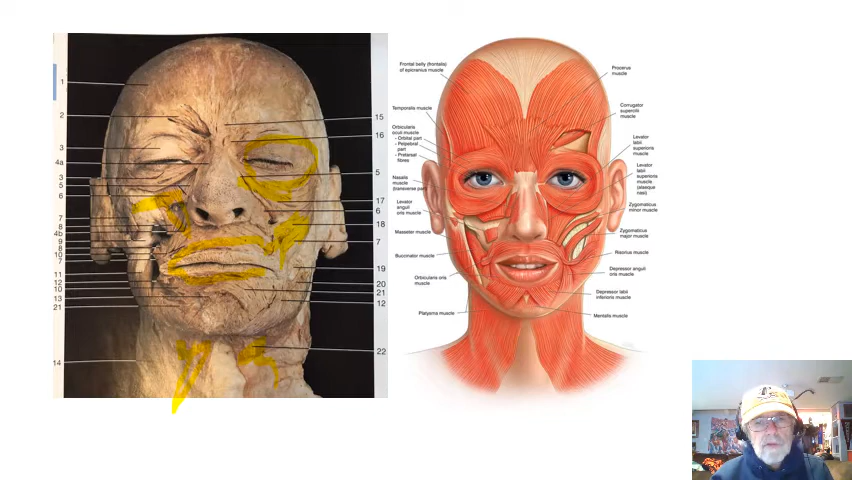 1
2
3
4a
3
5
6
7
8
4b
9
8
10
7
11
12
10
13
21
14
15
16
5
17
6
18
7
19
20
21
12
22
Frontal belly (frontalis)
of epicranius muscle
Temporalis muscle
Orbicularis
oculi muscle
- Orbital part
- Palpebral
part
- Pretarsal
fibres
Nasalis
muscle
(transverse part)
Levator
anguli
oris muscle
Masseter muscle
Buccinator muscle
Orbicularis oris
muscle
Platysma muscle
Procerus
muscle
Corrugator
supercilii
muscle
Levator
labii
superioris
muscle
Levator
labii
superioris
muscle
(alaeque
nasi)
Zygomaticus
minor muscle
Zygomaticus
major muscle
Risorius muscle
Depressor anguli
oris muscle
Depressor labii
inferioris muscle
Mentalis muscle